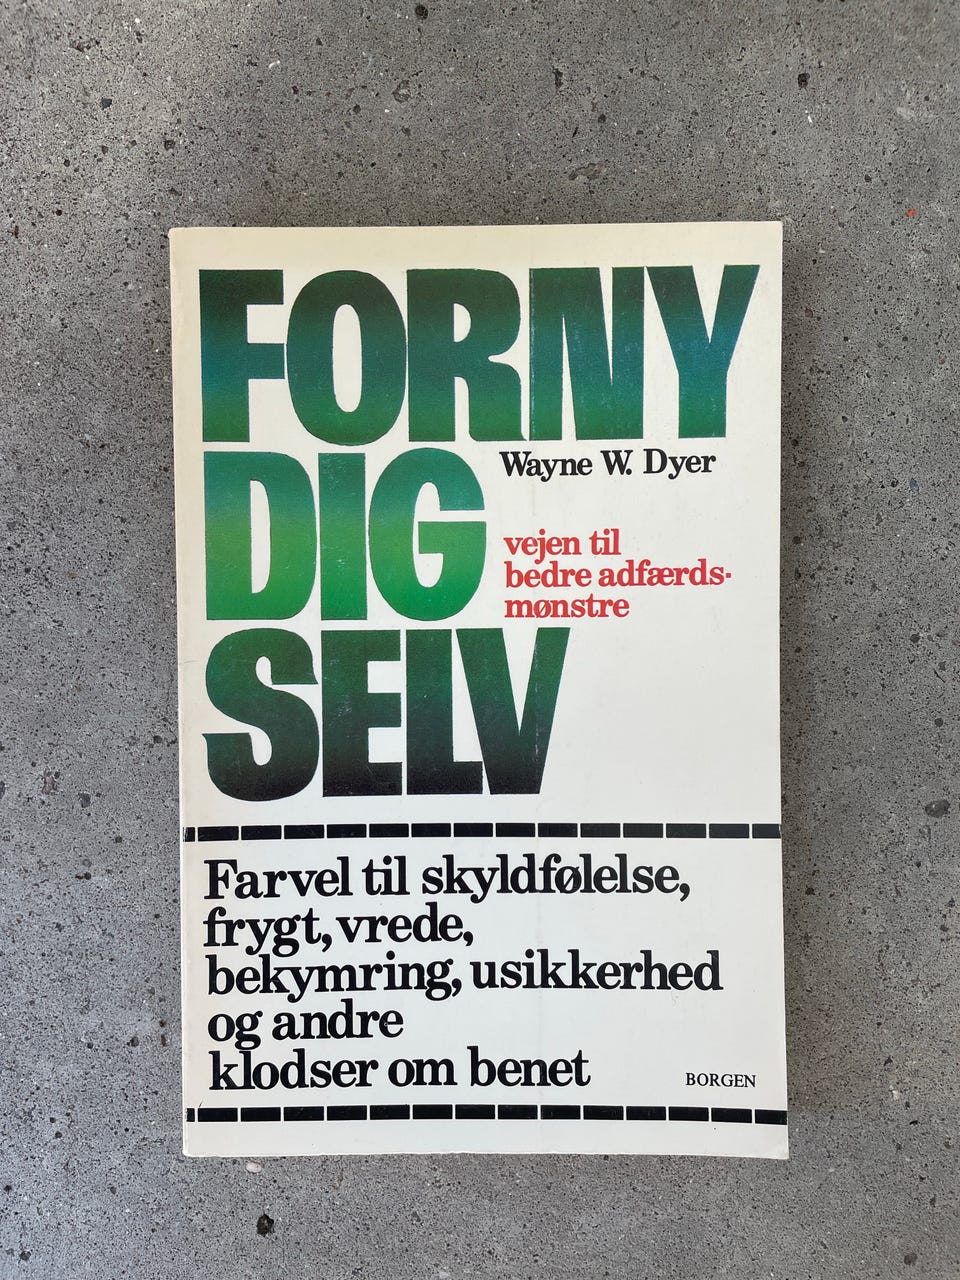 FORNY
DIG
Wayne W. Dyer
vejen til
bedre adfærds-
mønstre
SELV
Farvel til skyldfølelse,
frygt, vrede,
bekymring, usikkerhed
og andre
klodser om benet
BORGEN